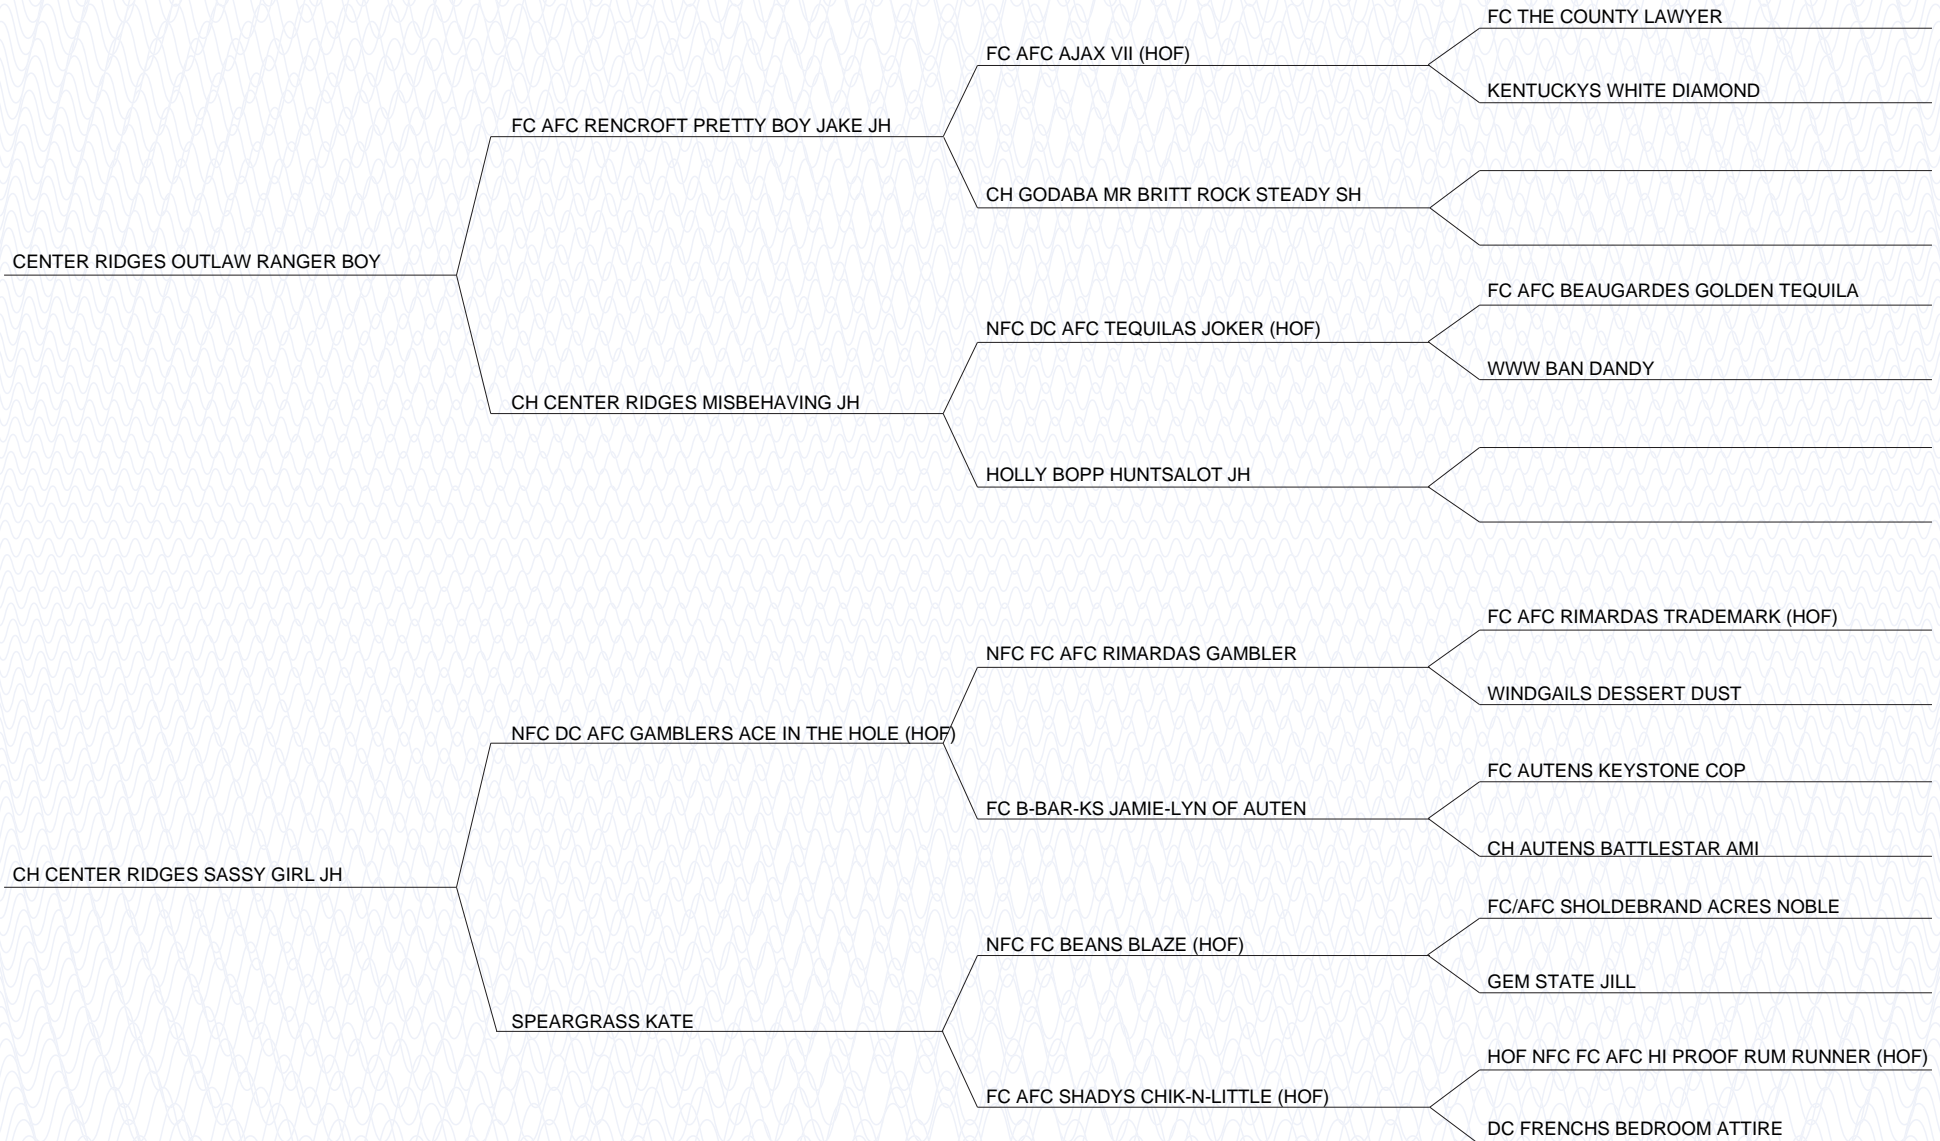 FC THE COUNTY LAWYER
FC AFC AJAX VII (HOF)
KENTUCKYS WHITE DIAMOND
FC AFC RENCROFT PRETTY BOY JAKE JH
CH GODABA MR BRITT ROCK STEADY SH
CENTER RIDGES OUTLAW RANGER BOY
FC AFC BEAUGARDES GOLDEN TEQUILA
NFC DC AFC TEQUILAS JOKER (HOF)
WWW BAN DANDY
CH CENTER RIDGES MISBEHAVING JH
HOLLY BOPP HUNTSALOT JH
FC AFC RIMARDAS TRADEMARK (HOF)
NFC FC AFC RIMARDAS GAMBLER
WINDGAILS DESSERT DUST
NFC DC AFC GAMBLERS ACE IN THE HOLE (HOF)
FC AUTENS KEYSTONE COP
FC B-BAR-KS JAMIE-LYN OF AUTEN
CH AUTENS BATTLESTAR AMI
CH CENTER RIDGES SASSY GIRL JH
FC/AFC SHOLDEBRAND ACRES NOBLE
NFC FC BEANS BLAZE (HOF)
GEM STATE JILL
SPEARGRASS KATE
HOF NFC FC AFC HI PROOF RUM RUNNER (HOF)
FC AFC SHADYS CHIK-N-LITTLE (HOF)
DC FRENCHS BEDROOM ATTIRE